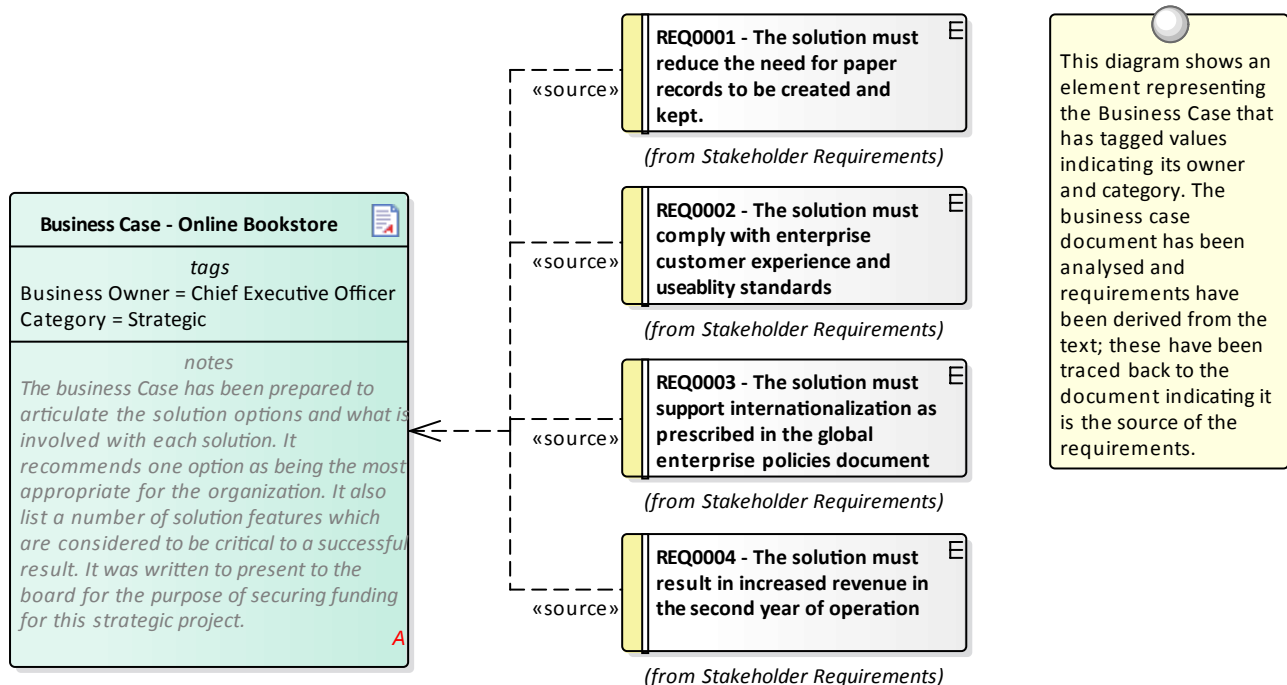 Business Case - Online Bookstore
tags
Business Owner = Chief Executive Officer
Category = Strategic
notes
The business Case has been prepared to
articulate the solution options and what is
involved with each solution. It
recommends one option as being the most
appropriate for the organization. It also
list a number of solution features which
are considered to be critical to a successful
result. It was written to present to the
board for the purpose of securing funding
for this strategic project.
A
«source»
REQ0001 - The solution must
reduce the need for paper
records to be created and
kept.
E
(from Stakeholder Requirements)
«source»
REQ0002 - The solution must
comply with enterprise
customer experience and
useablity standards
E
(from Stakeholder Requirements)
«source»
REQ0003 - The solution must
support internationalization as
prescribed in the global
enterprise policies document
E
(from Stakeholder Requirements)
«source»
REQ0004 - The solution must
result in increased revenue in
the second year of operation
E
(from Stakeholder Requirements)
This diagram shows an
element representing
the Business Case that
has tagged values
indicating its owner
and category. The
business case
document has been
analysed and
requirements have
been derived from the
text; these have been
traced back to the
document indicating it
is the source of the
requirements.